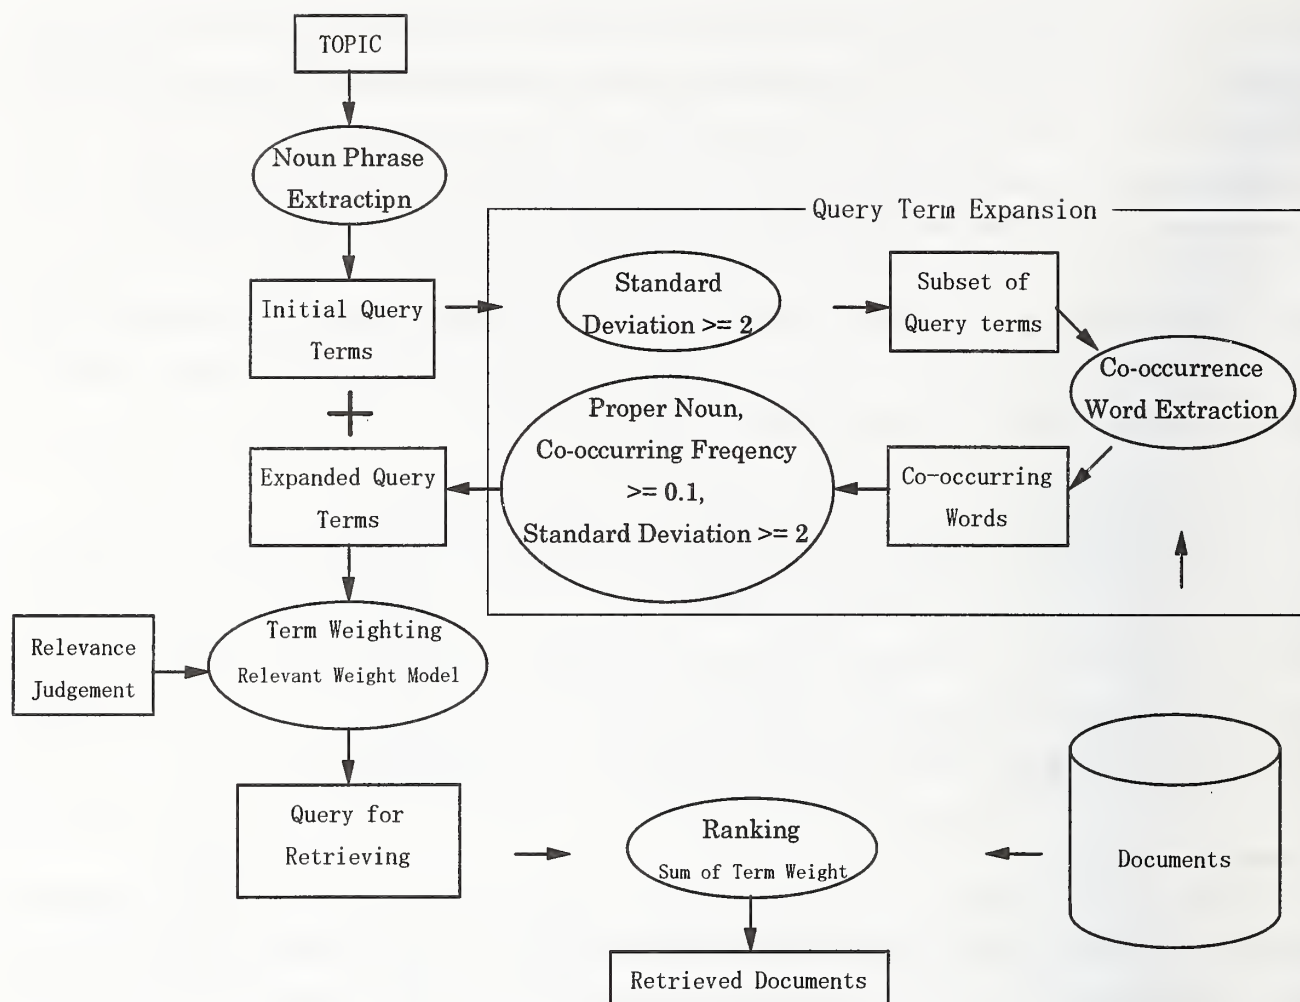 TOPIC
Noun Phrase
Extractipn
Query Term Expansion
Initial Query
Terms
Standard
Deviation >= 2
Subset of
Query terms
Co-occurrence
Word Extraction
Proper Noun,
Co-occurring Freqency
>= 0.1,
Standard Deviation >= 2
Co-occurring
Words
+
Expanded Query
Terms
Relevance
Judgement
Term Weighting
Relevant Weight Model
Query for
Retrieving
Ranking
Sum of Term Weight
Documents
Retrieved Documents